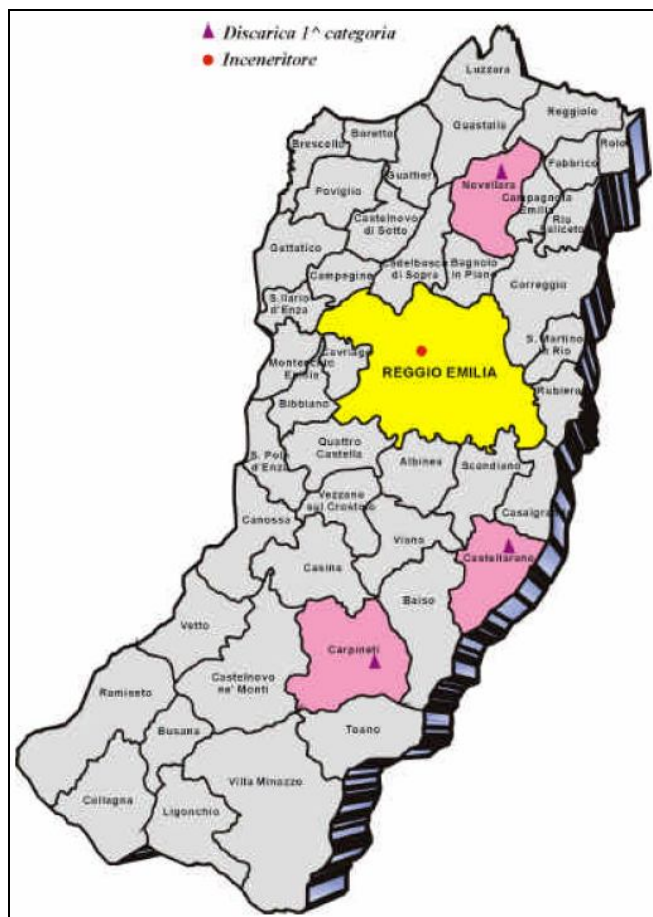 Discarica 1^ categoria
Inceneritore
Luzzara
Reggiolo
Guastalla
Boretto
Brescello
Rolo
Fabbrico
Gualtieri
Novellara
Poviglio
Campagnola
Emilia
Rio
Saliceto
Castelnovo
di Sotto
Gattatico
Cadelbosco
di Sopra
Bagnolo
in Piano
Campegine
Correggio
S. Ilario
d'Enza
S. Martino
in Rio
Montecchio
Emilia
Cavriago
REGGIO EMILIA
Rubiera
Bibbiano
Quattro
Castella
S. Polo
d'Enza
Albinea
Scandiano
Vezzano
sul Crostolo
Canossa
Casalgrande
Viano
Castellarano
Casina
Baiso
Vetto
Carpineti
Castelnovo
ne' Monti
Ramiseto
Busana
Toano
Villa Minozzo
Collagna
Ligonchio